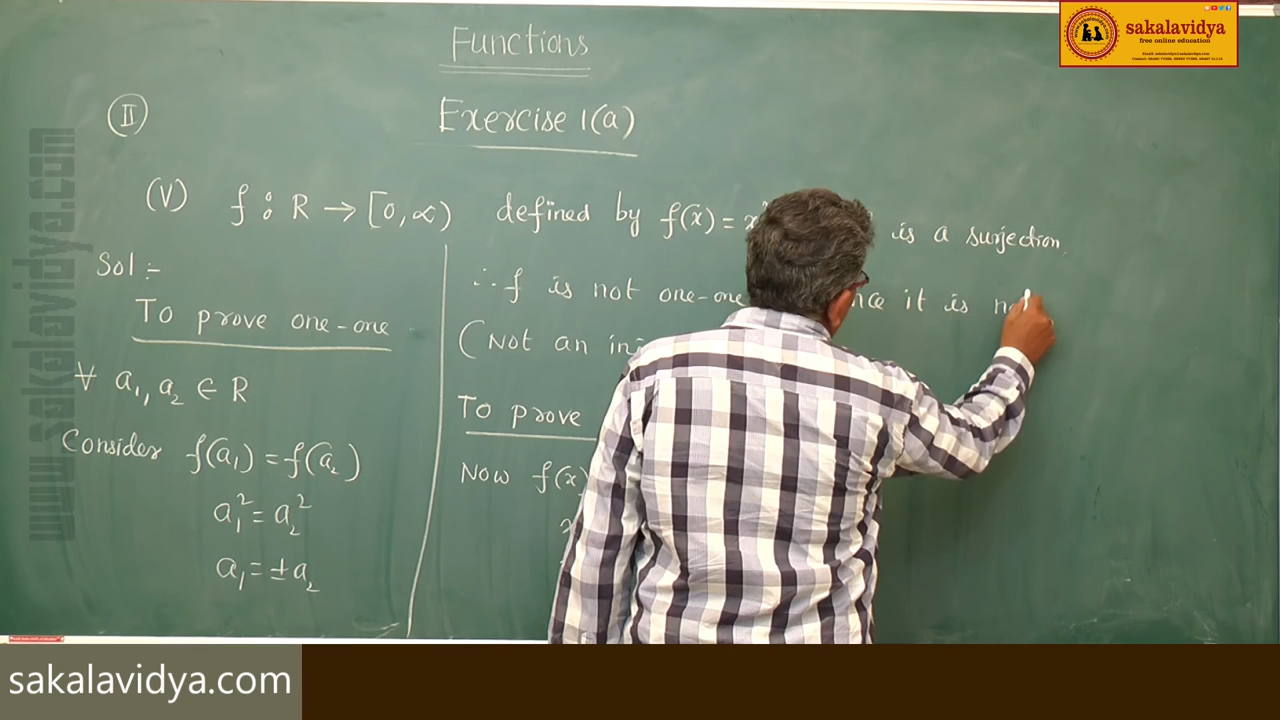 Functions
Exercise 1(a)
II
(V) f : R → [0, ∞) defined by f(x) = x
Sol :-
To prove one-one
∀ a₁, a₂ ∈ R
Consider f(a₁) = f(a₂)
a₁² = a₂²
a₁ = ± a₂
∴ f is not one-one
(Not an inj
To prove
Now f(x)
is a surjection.
it is not
sakalavidya
free online education
www.sakalavidya.com
sakalavidya.com